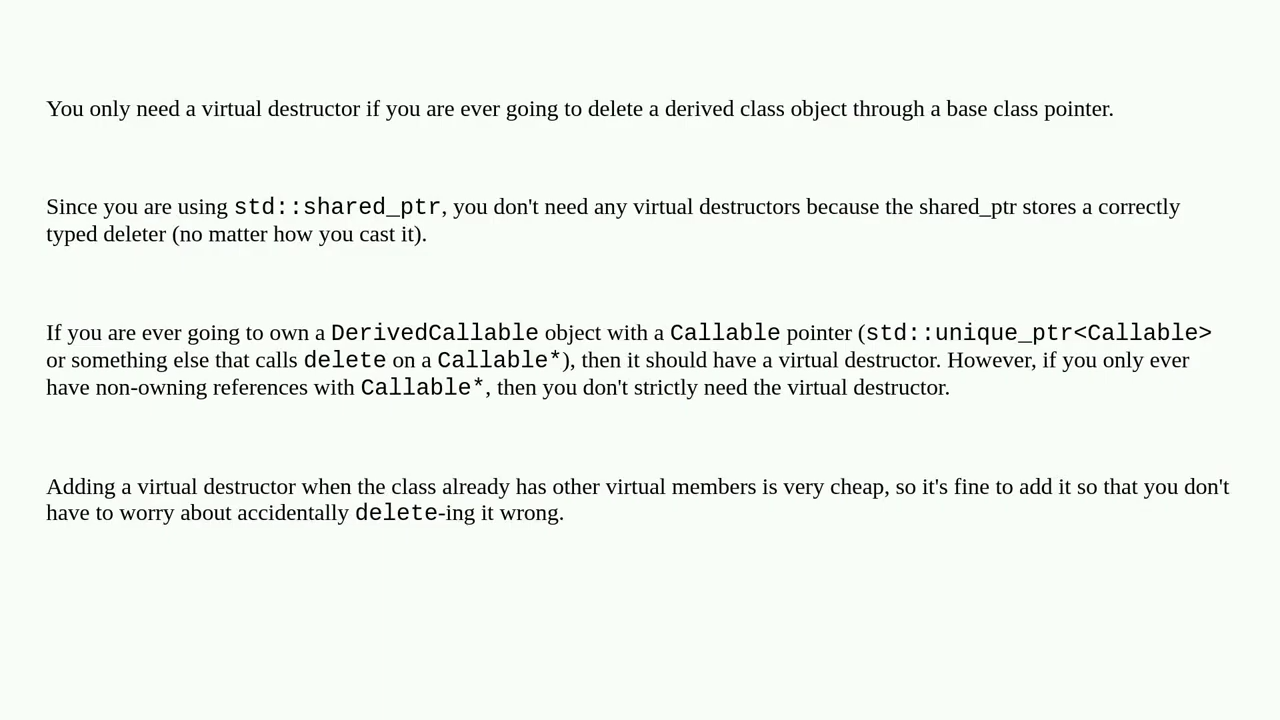 You only need a virtual destructor if you are ever going to delete a derived class object through a base class pointer.
Since you are using std::shared_ptr, you don't need any virtual destructors because the shared_ptr stores a correctly
typed deleter (no matter how you cast it).
If you are ever going to own a DerivedCallable object with a Callable pointer (std::unique_ptr<Callable>
or something else that calls delete on a Callable*), then it should have a virtual destructor. However, if you only ever
have non-owning references with Callable*, then you don't strictly need the virtual destructor.
Adding a virtual destructor when the class already has other virtual members is very cheap, so it's fine to add it so that you don't
have to worry about accidentally delete-ing it wrong.